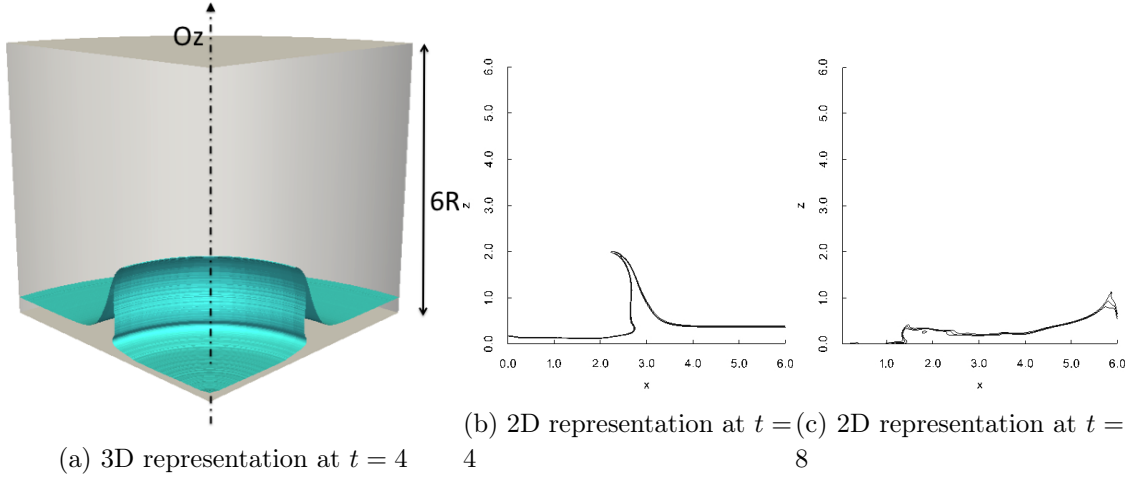 Oz
6R
6.0
5.0
4.0
3.0
2.0
1.0
0.0
z
0.0 1.0 2.0 3.0 4.0 5.0 6.0
x
6.0
5.0
4.0
3.0
2.0
1.0
0.0
z
0.0 1.0 2.0 3.0 4.0 5.0 6.0
x
(a) 3D representation at t = 4
(b) 2D representation at t =
4
(c) 2D representation at t =
8